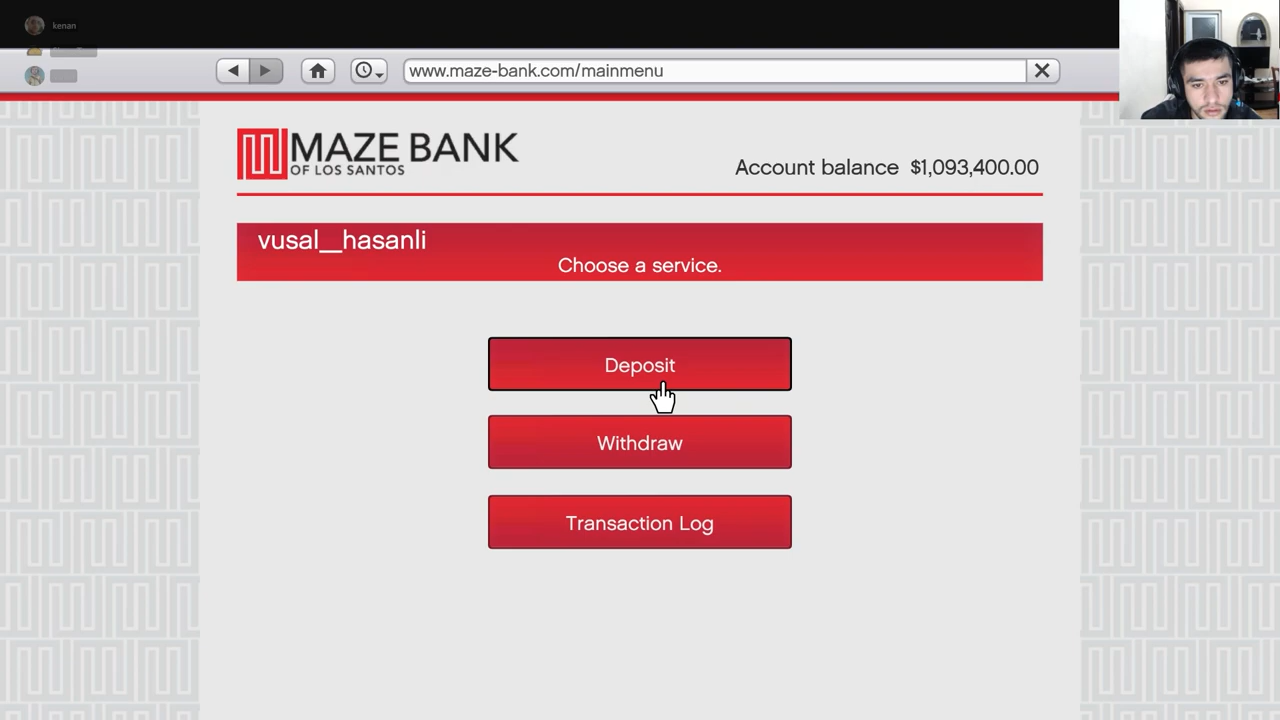 kenan
www.maze-bank.com/mainmenu
MAZE BANK
OF LOS SANTOS
Account balance $1,093,400.00
vusal__hasanli
Choose a service.
Deposit
Withdraw
Transaction Log